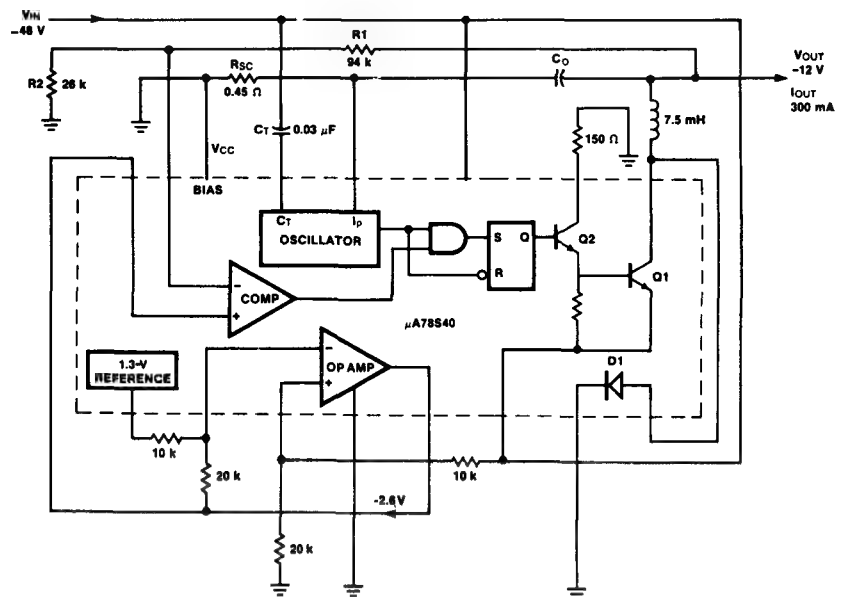 VIN
-48 V
R1
94 k
R2
26 k
RSC
0.45 Ω
CO
VOUT
-12 V
IOUT
300 mA
CT
0.03 µF
VCC
BIAS
150 Ω
7.5 mH
CT
IP
OSCILLATOR
S
Q
R
Q2
Q1
−
COMP
+
µA78S40
1.3-V
REFERENCE
−
OP AMP
+
D1
10 k
20 k
10 k
-2.6V
20 k